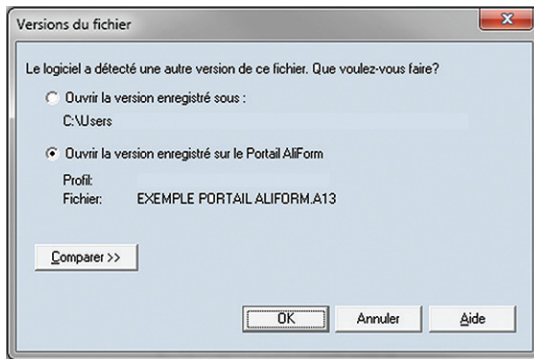 Versions du fichier
Le logiciel a détecté une autre version de ce fichier. Que voulez-vous faire?
Ouvrir la version enregistré sous :
C:\Users
Ouvrir la version enregistré sur le Portail AliForm
Profil:
Fichier: EXEMPLE PORTAIL ALIFORM.A13
Comparer >>
OK Annuler Aide